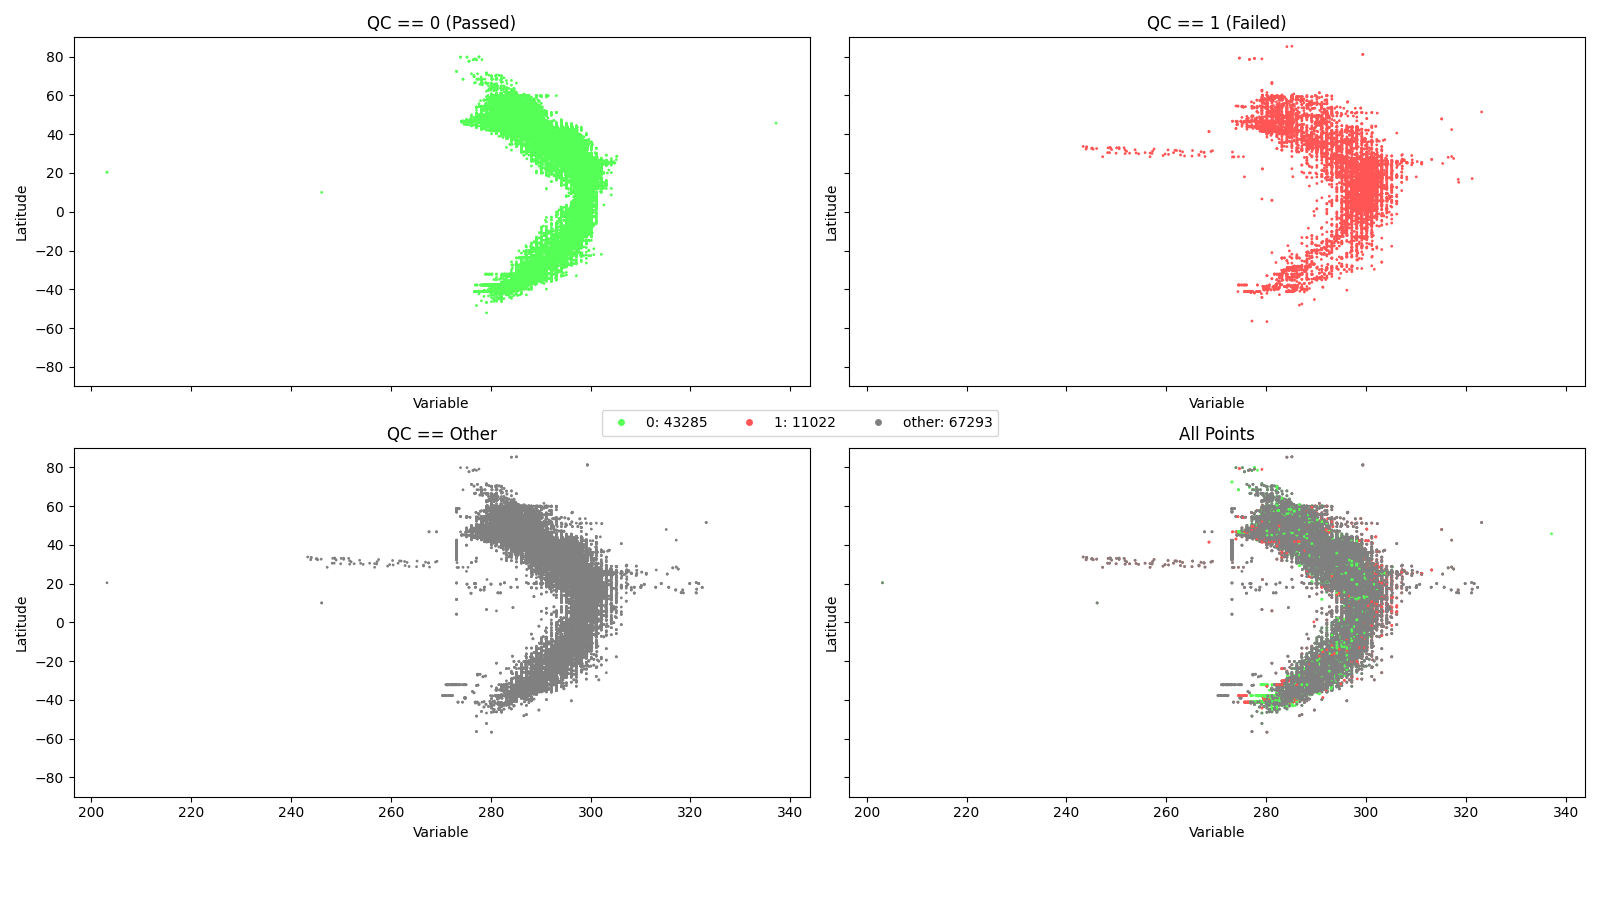 QC == 0 (Passed)
QC == 1 (Failed)
Latitude
80
60
40
20
0
−20
−40
−60
−80
Variable
Latitude
Variable
0: 43285 1: 11022 other: 67293
QC == Other
All Points
Latitude
80
60
40
20
0
−20
−40
−60
−80
200 220 240 260 280 300 320 340
Variable
Latitude
200 220 240 260 280 300 320 340
Variable